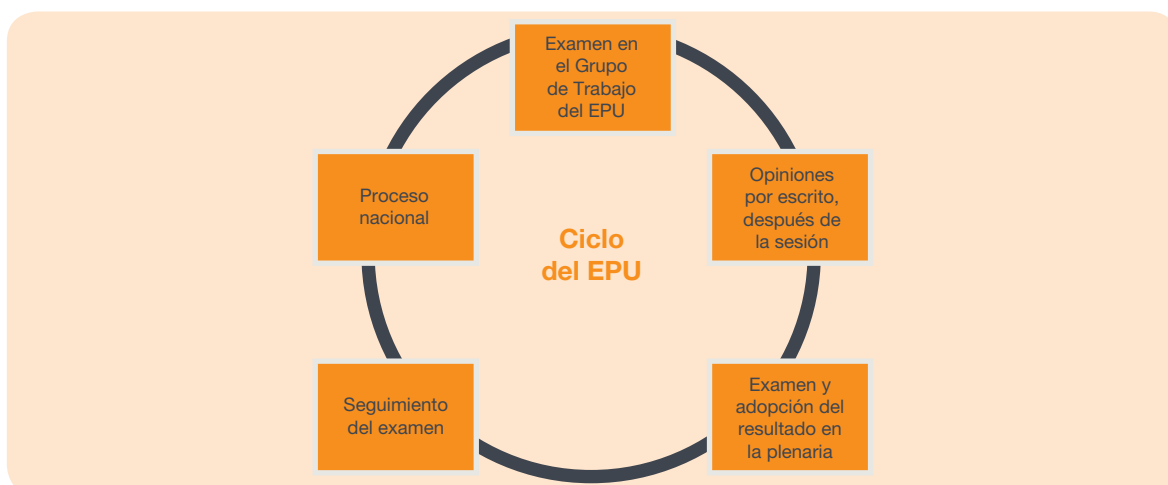 Examen en
el Grupo
de Trabajo
del EPU
Opiniones
por escrito,
después de
la sesión
Proceso
nacional
Ciclo
del EPU
Examen y
adopción del
resultado en
la plenaria
Seguimiento
del examen